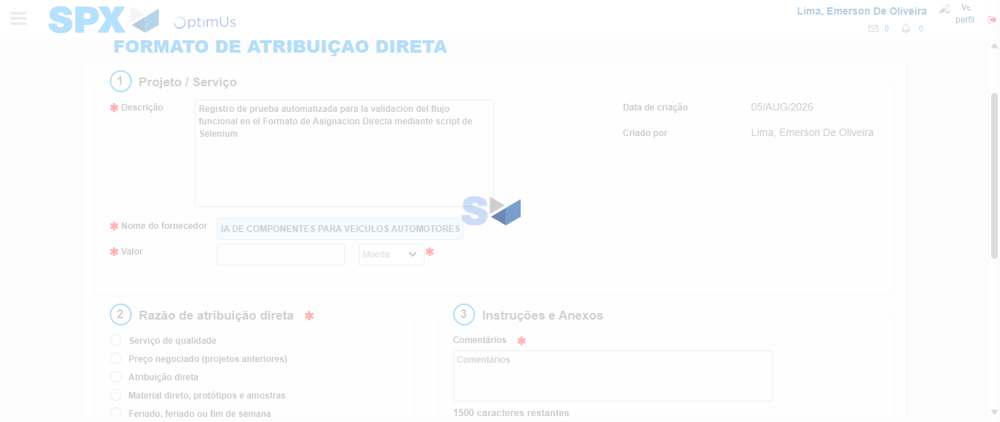 SPX
OptimUs
Lima, Emerson De Oliveira
Ve
perfil
0
0
FORMATO DE ATRIBUIÇAO DIRETA
1
Projeto / Serviço
Descrição
Registro de prueba automatizada para la validacion del flujo
funcional en el Formato de Asignacion Directa mediante script de
Selenium
Data de criação
05/AUG/2026
Criado por
Lima, Emerson De Oliveira
S
Nome do fornecedor
IA DE COMPONENTES PARA VEICULOS AUTOMOTORES
Valor
Moeda
2
Razão de atribuição direta
3
Instruções e Anexos
Serviço de qualidade
Preço negociado (projetos anteriores)
Atribuição direta
Material direto, protótipos e amostras
Feriado, feriado ou fim de semana
Comentários
Comentários
1500 caracteres restantes